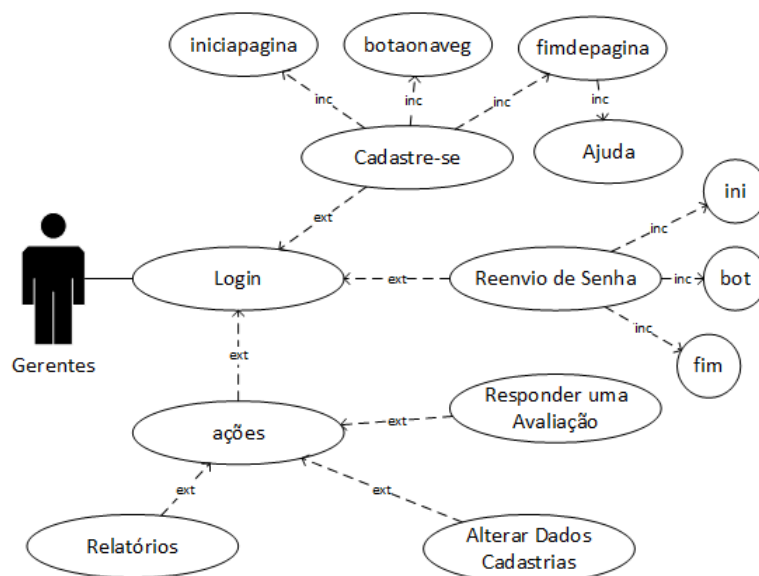 iniciapagina
botaonaveg
fimdepagina
inc
inc
inc
inc
Cadastre-se
Ajuda
ini
ext
inc
Login
ext
Reenvio de Senha
inc
bot
inc
Gerentes
ext
fim
Responder uma
Avaliação
ações
ext
ext
ext
Relatórios
Alterar Dados
Cadastrias